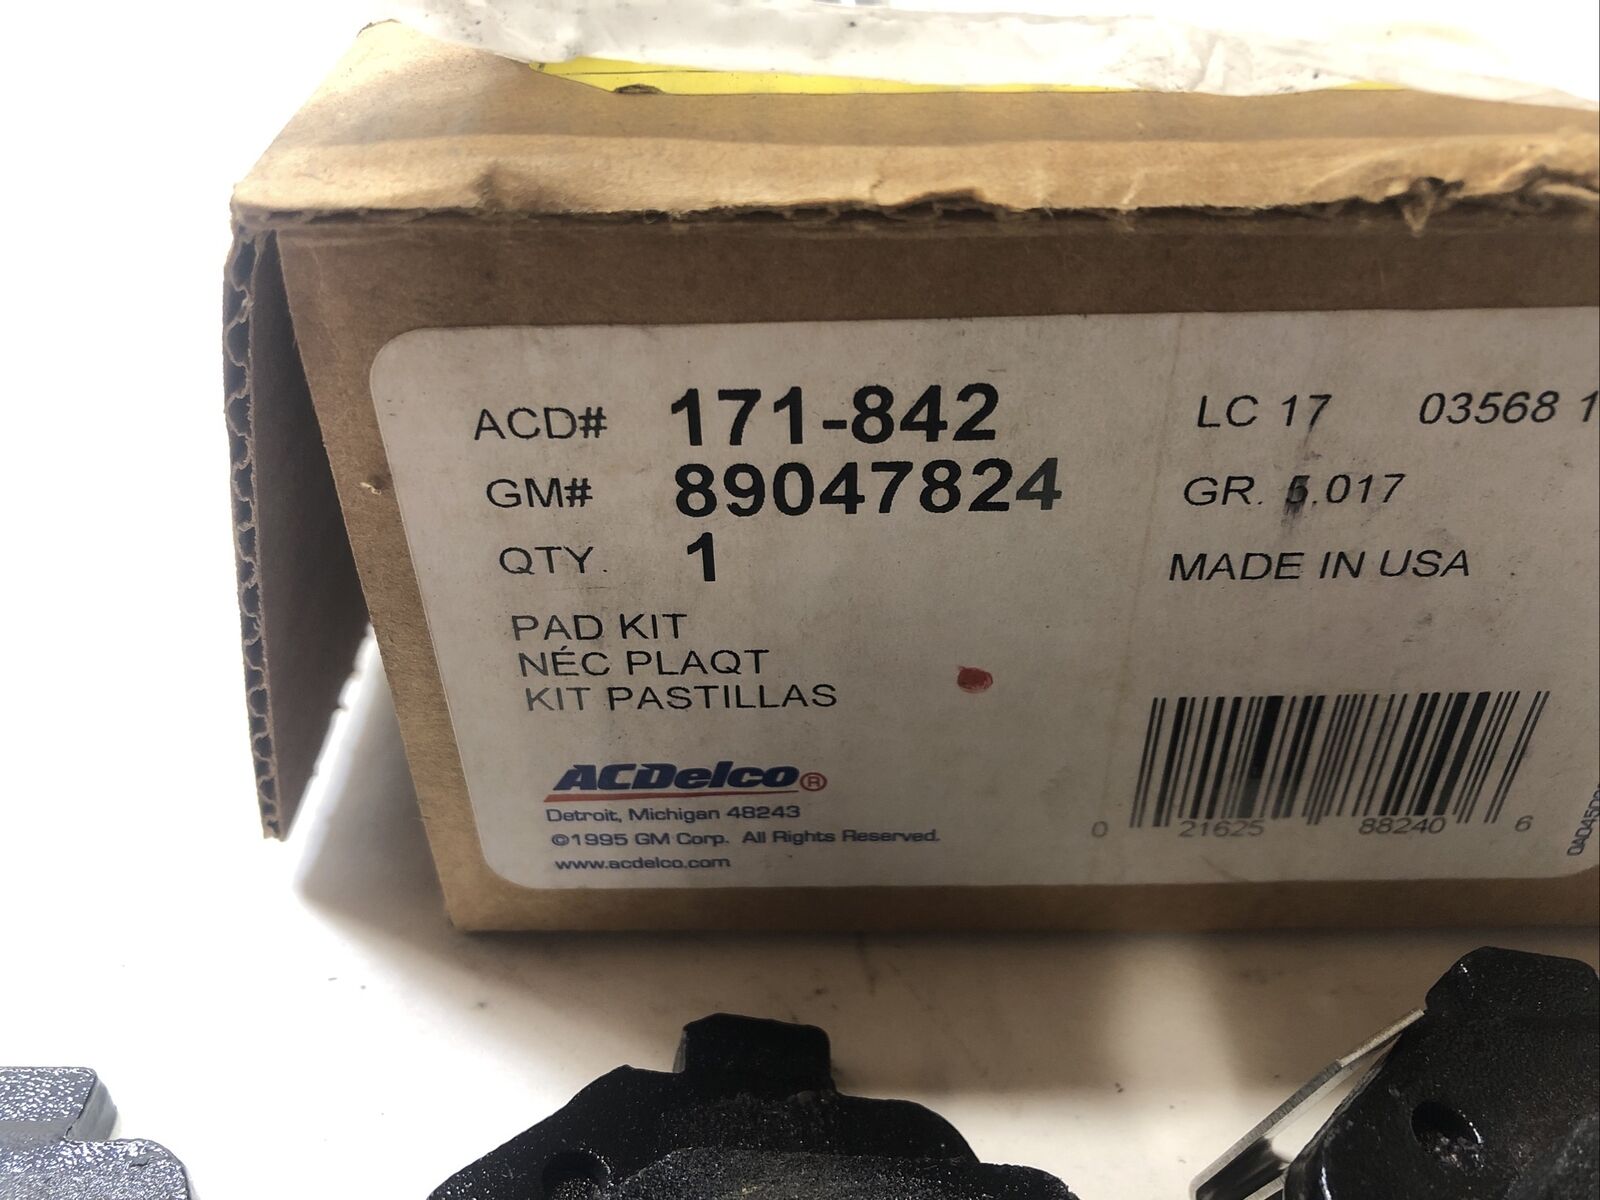 ACD# 171-842
GM# 89047824
QTY. 1
PAD KIT
NÉC PLAQT
KIT PASTILLAS
ACDelco®
Detroit, Michigan 48243
©1995 GM Corp. All Rights Reserved.
www.acdelco.com
LC 17 03568 1
GR. 5.017
MADE IN USA
0 21625 88240 6